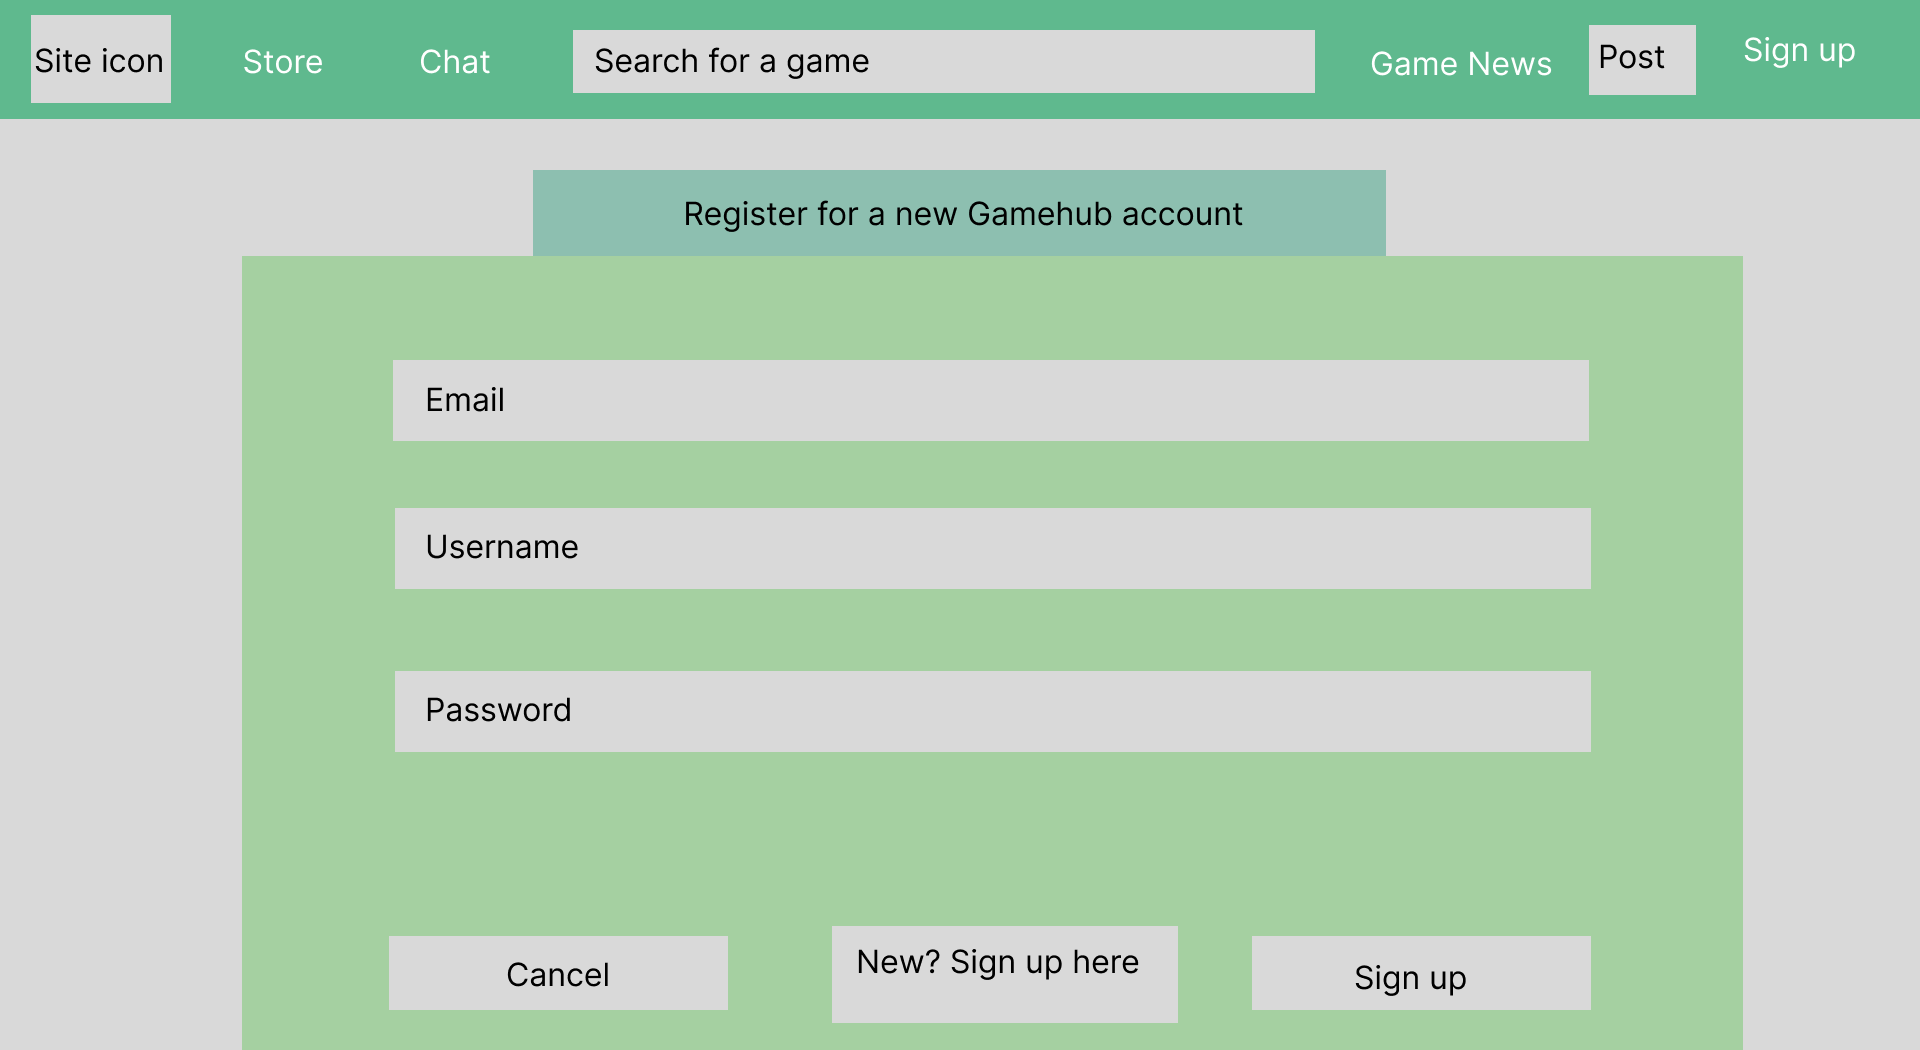 Site icon
Store
Chat
Search for a game
Game News
Post
Sign up
Register for a new Gamehub account
Email
Username
Password
Cancel
New? Sign up here
Sign up